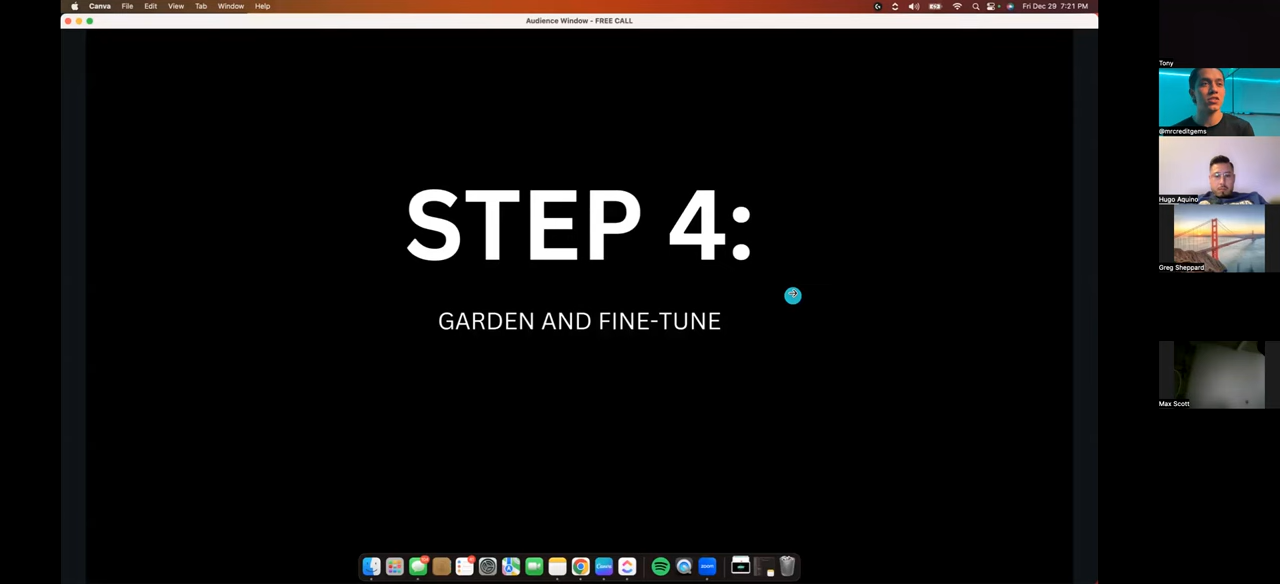 Canva File Edit View Tab Window Help
Fri Dec 29 7:21 PM
Audience Window - FREE CALL
STEP 4:
GARDEN AND FINE-TUNE
Tony
@mrcreditgems
Hugo Aquino
Greg Sheppard
Max Scott